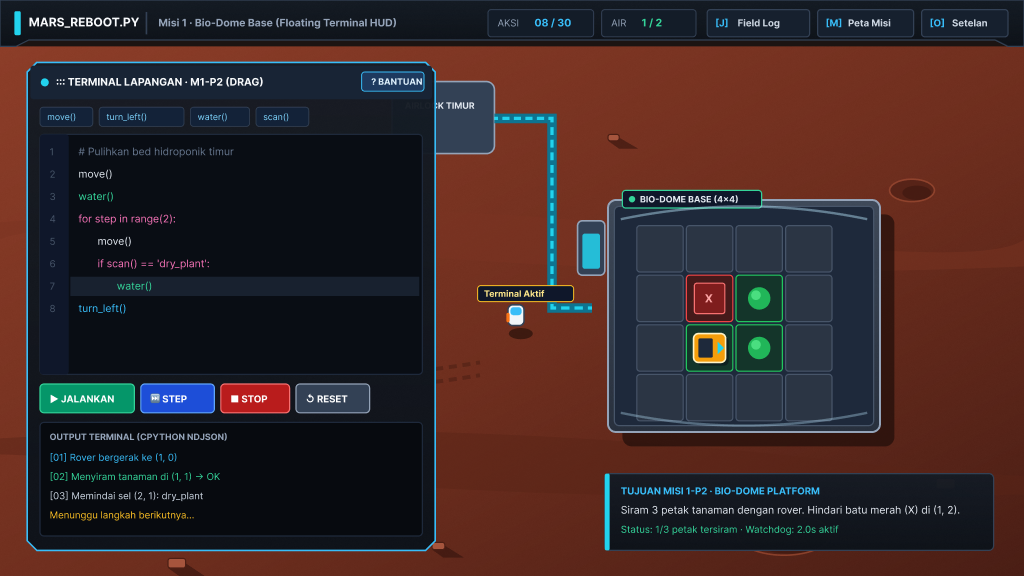 MARS_REBOOT.PY
Misi 1 · Bio-Dome Base (Floating Terminal HUD)
AKSI 08 / 30
AIR 1 / 2
[J] Field Log
[M] Peta Misi
[O] Setelan
::: TERMINAL LAPANGAN · M1-P2 (DRAG)
? BANTUAN
move()
turn_left()
water()
scan()
1 # Pulihkan bed hidroponik timur
2 move()
3 water()
4 for step in range(2):
5 move()
6 if scan() == 'dry_plant':
7 water()
8 turn_left()
▶ JALANKAN
⏭ STEP
■ STOP
↺ RESET
OUTPUT TERMINAL (CPYTHON NDJSON)
[01] Rover bergerak ke (1, 0)
[02] Menyiram tanaman di (1, 1) → OK
[03] Memindai sel (2, 1): dry_plant
Menunggu langkah berikutnya...
TIMUR
Terminal Aktif
BIO-DOME BASE (4×4)
X
TUJUAN MISI 1-P2 · BIO-DOME PLATFORM
Siram 3 petak tanaman dengan rover. Hindari batu merah (X) di (1, 2).
Status: 1/3 petak tersiram · Watchdog: 2.0s aktif